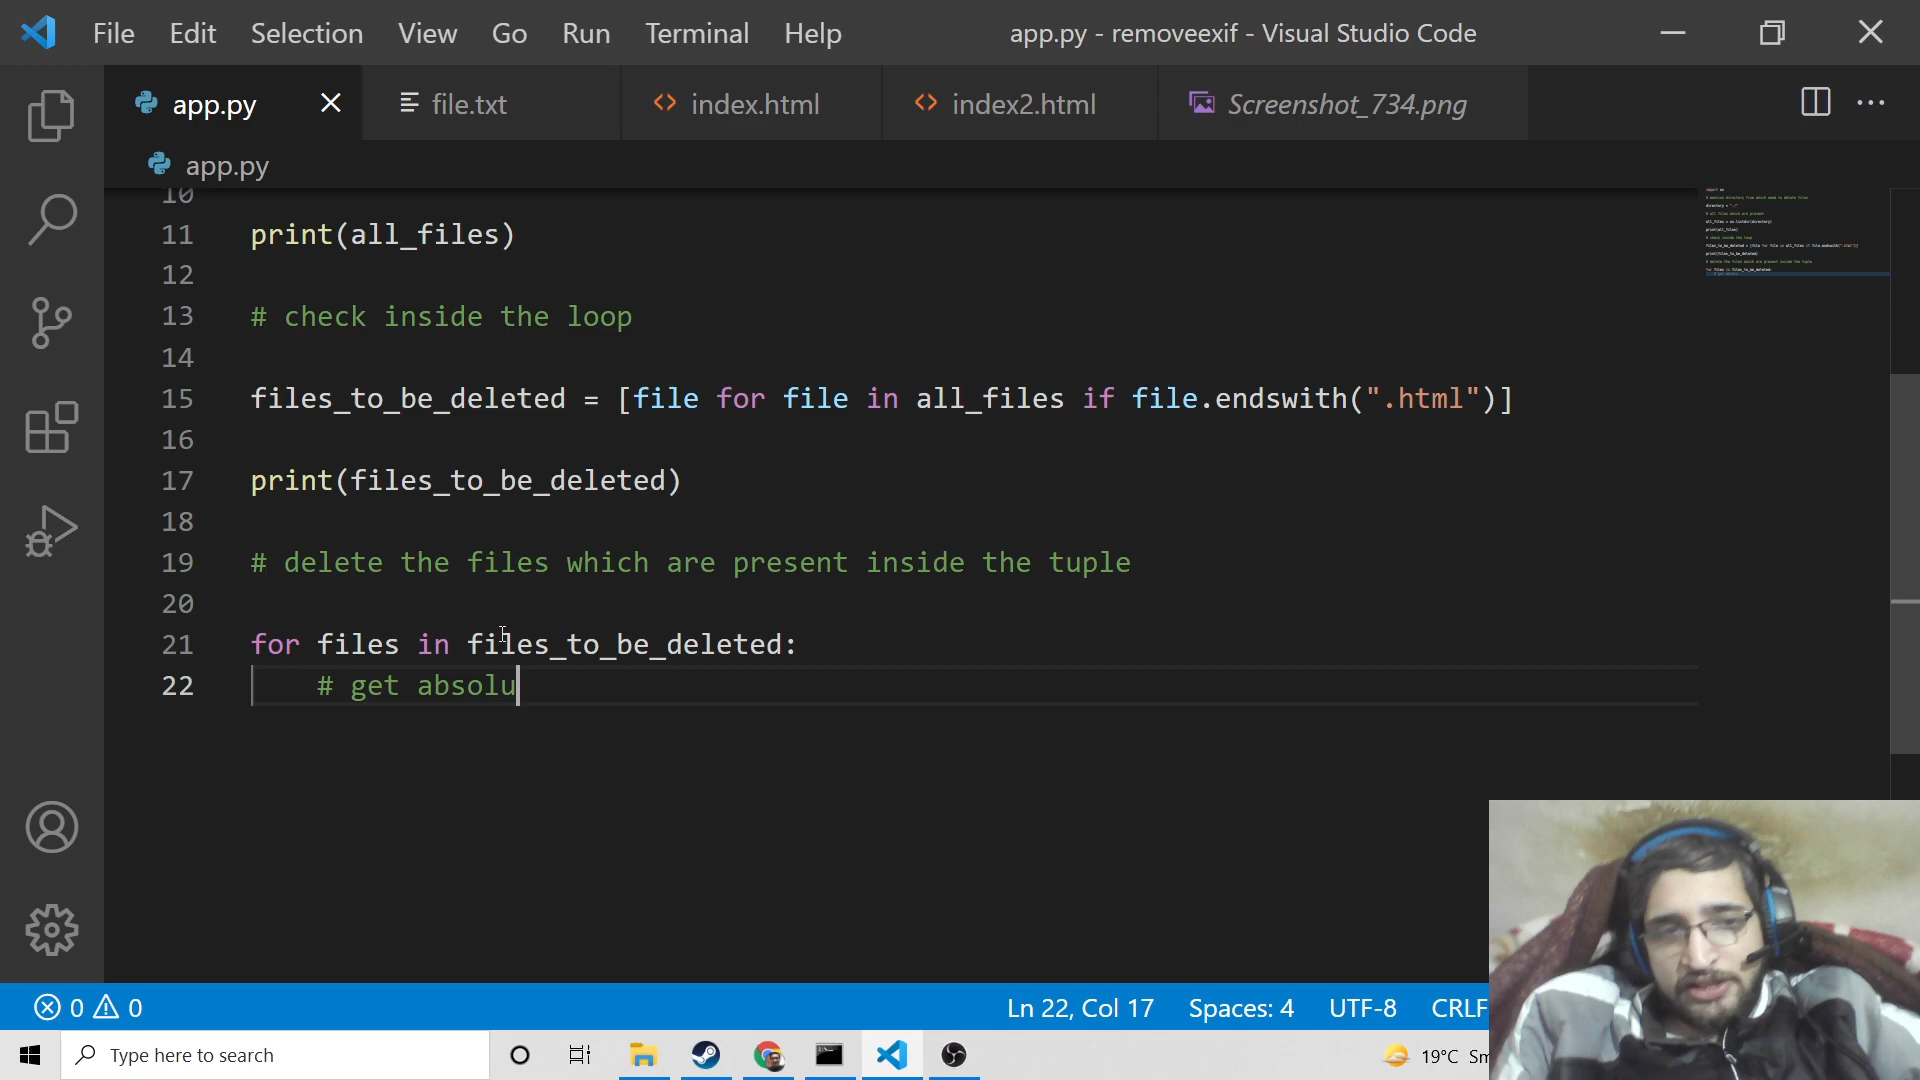 File Edit Selection View Go Run Terminal Help app.py - removeexif - Visual Studio Code
app.py file.txt index.html index2.html Screenshot_734.png
app.py
10
11 print(all_files)
12
13 # check inside the loop
14
15 files_to_be_deleted = [file for file in all_files if file.endswith(".html")]
16
17 print(files_to_be_deleted)
18
19 # delete the files which are present inside the tuple
20
21 for files in files_to_be_deleted:
22 # get absolu
0 0 Ln 22, Col 17 Spaces: 4 UTF-8 CRLF
Type here to search 19°C